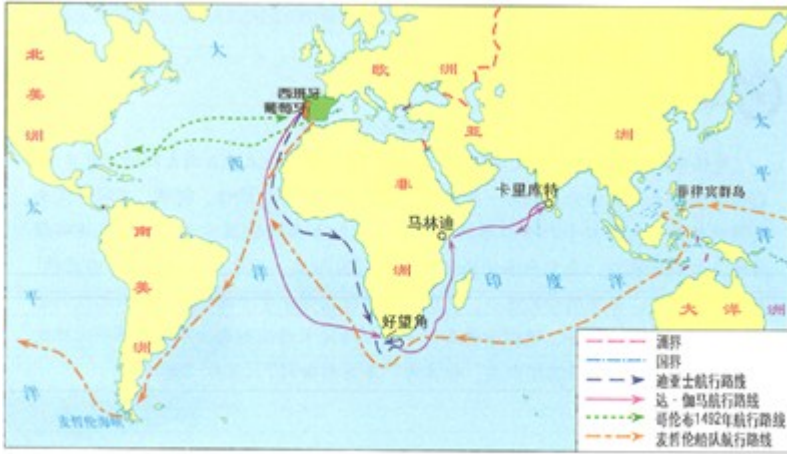 北美洲
大西洋
欧洲
亚洲
太平洋
西班牙
葡萄牙
非洲
卡里库特
菲律宾群岛
马林迪
太平洋
南美洲
印度洋
好望角
大洋洲
麦哲伦海峡
洲界
国界
迪亚士航行路线
达·伽马航行路线
哥伦布1492年航行路线
麦哲伦船队航行路线